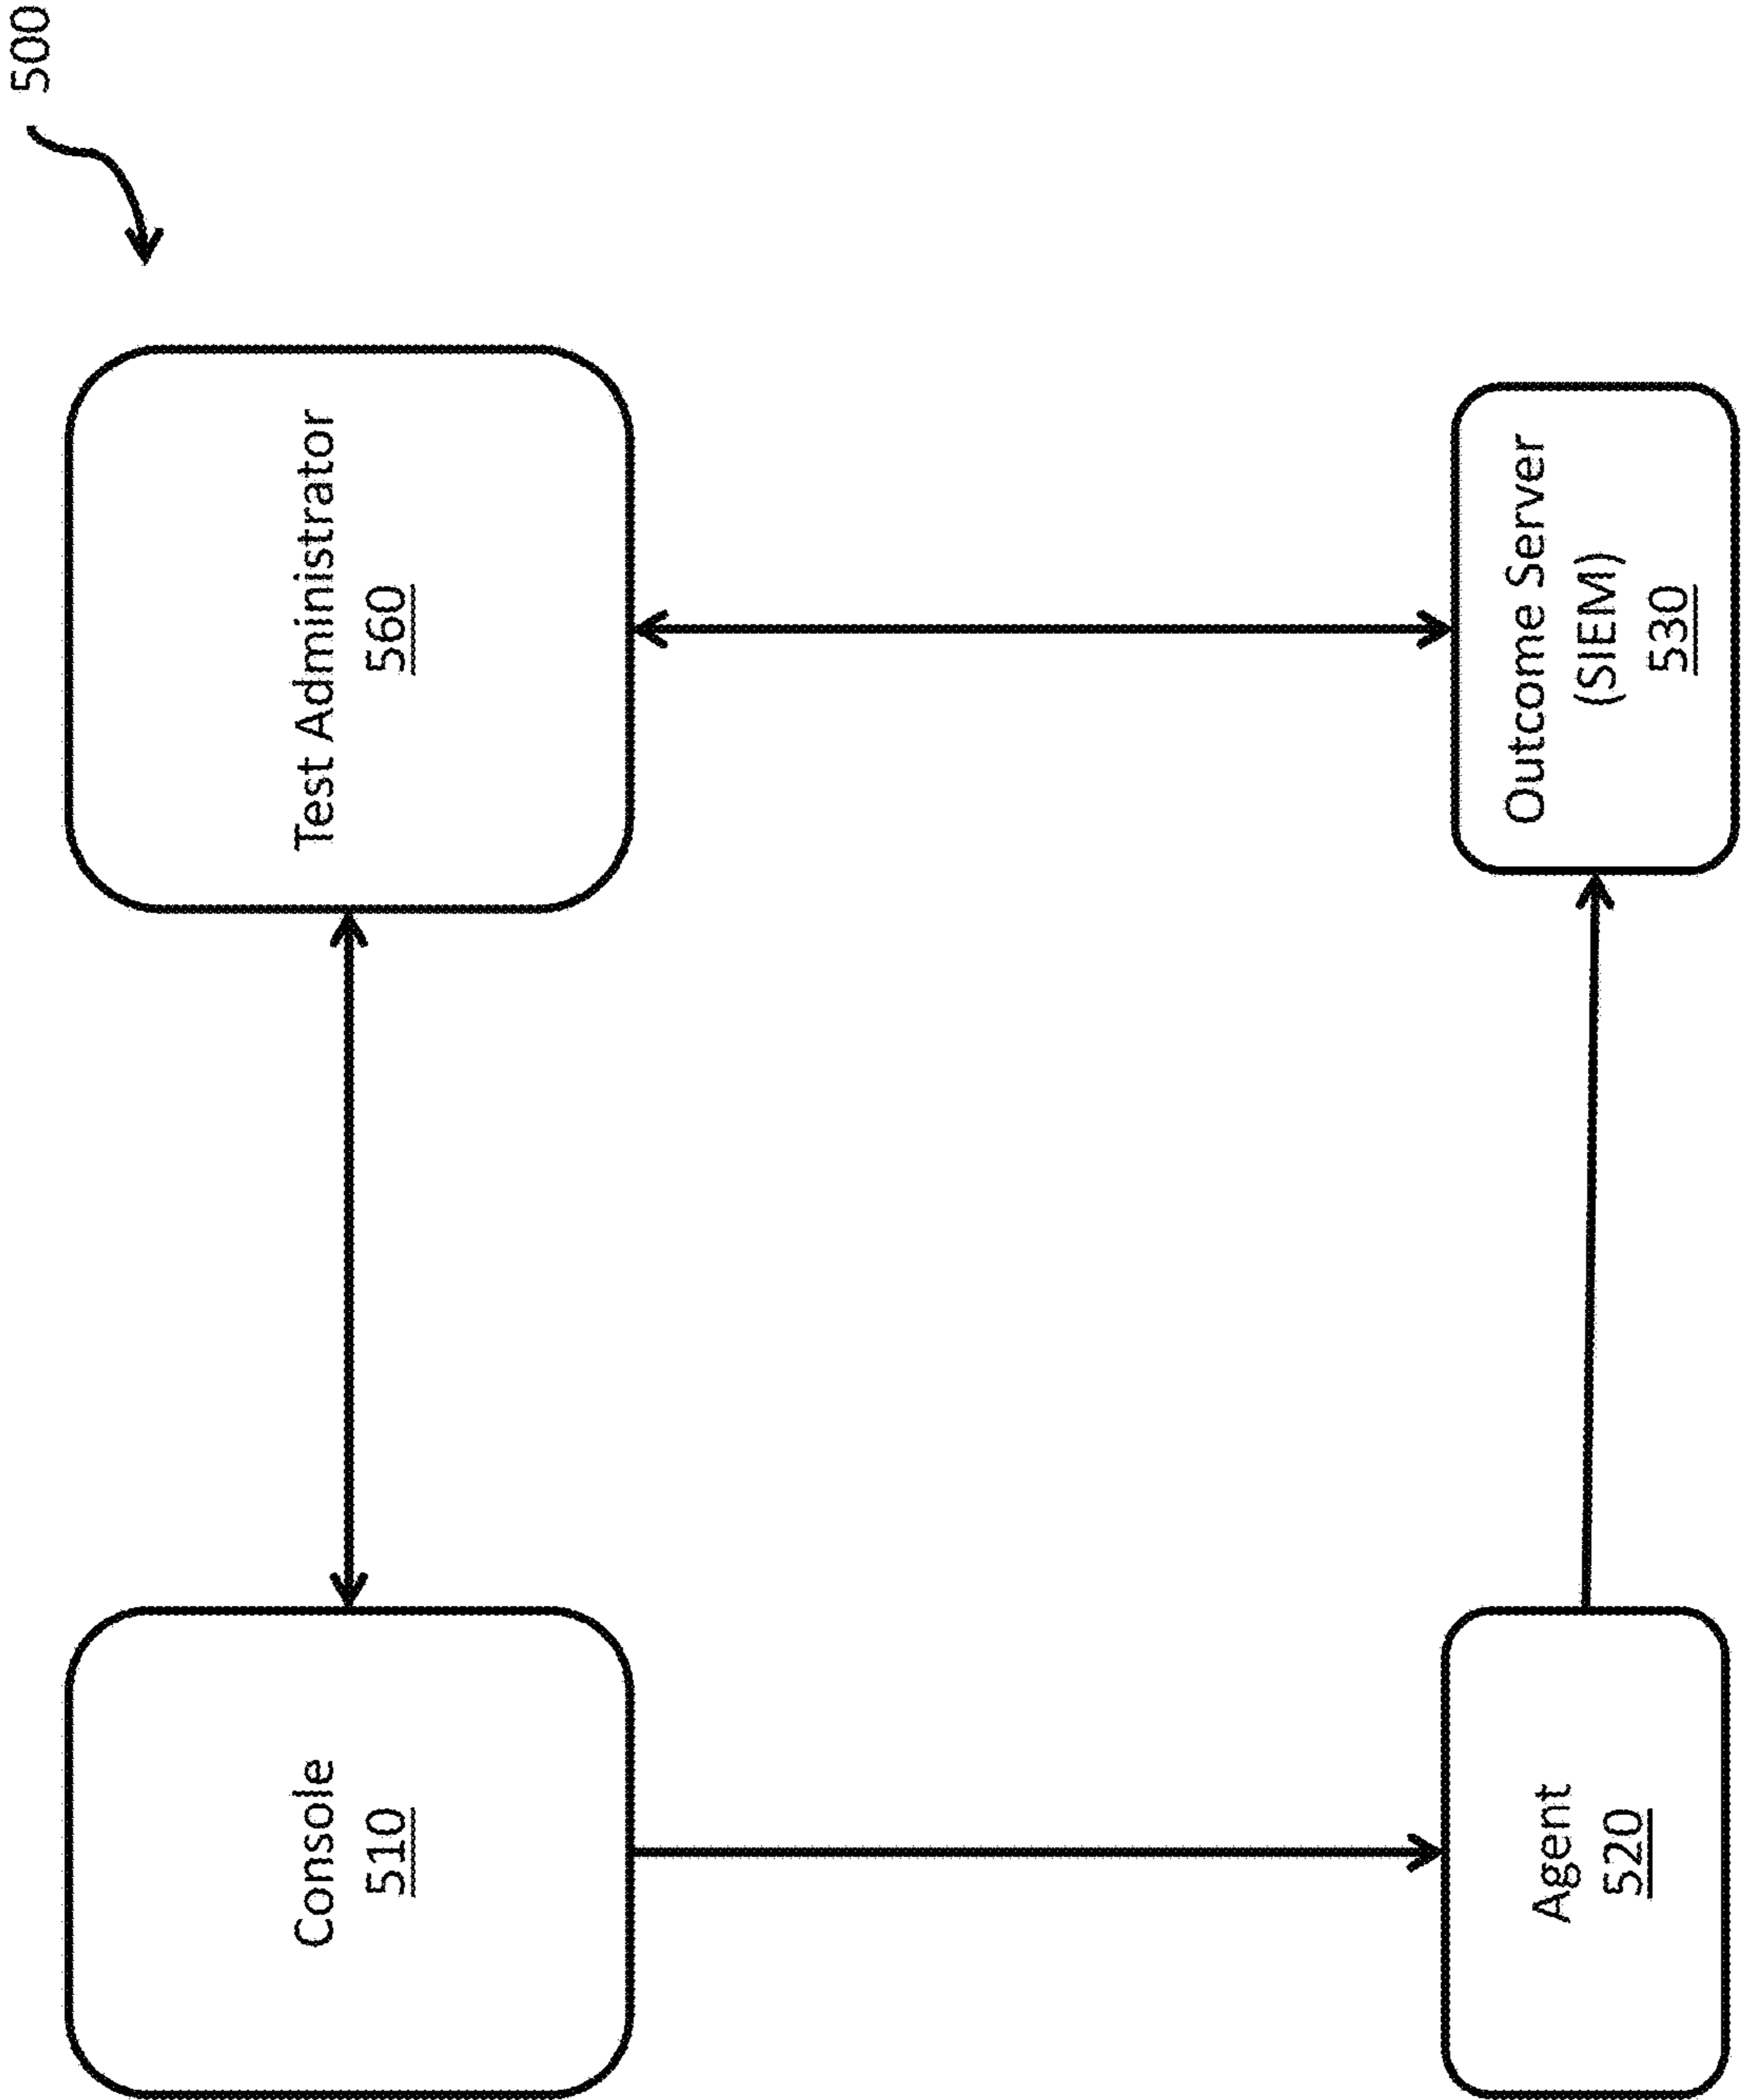 500
Console
510
Test Administrator
560
Agent
520
Outcome Server
(SIEM)
530